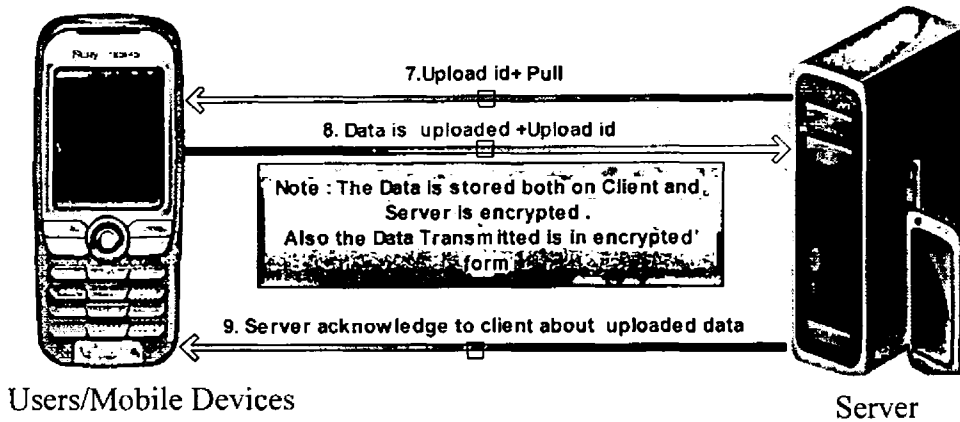 7.Upload id+ Pull
8. Data is uploaded +Upload id
Note : The Data is stored both on Client and
Server is encrypted .
Also the Data Transmitted is in encrypted
form
9. Server acknowledge to client about uploaded data
Users/Mobile Devices
Server